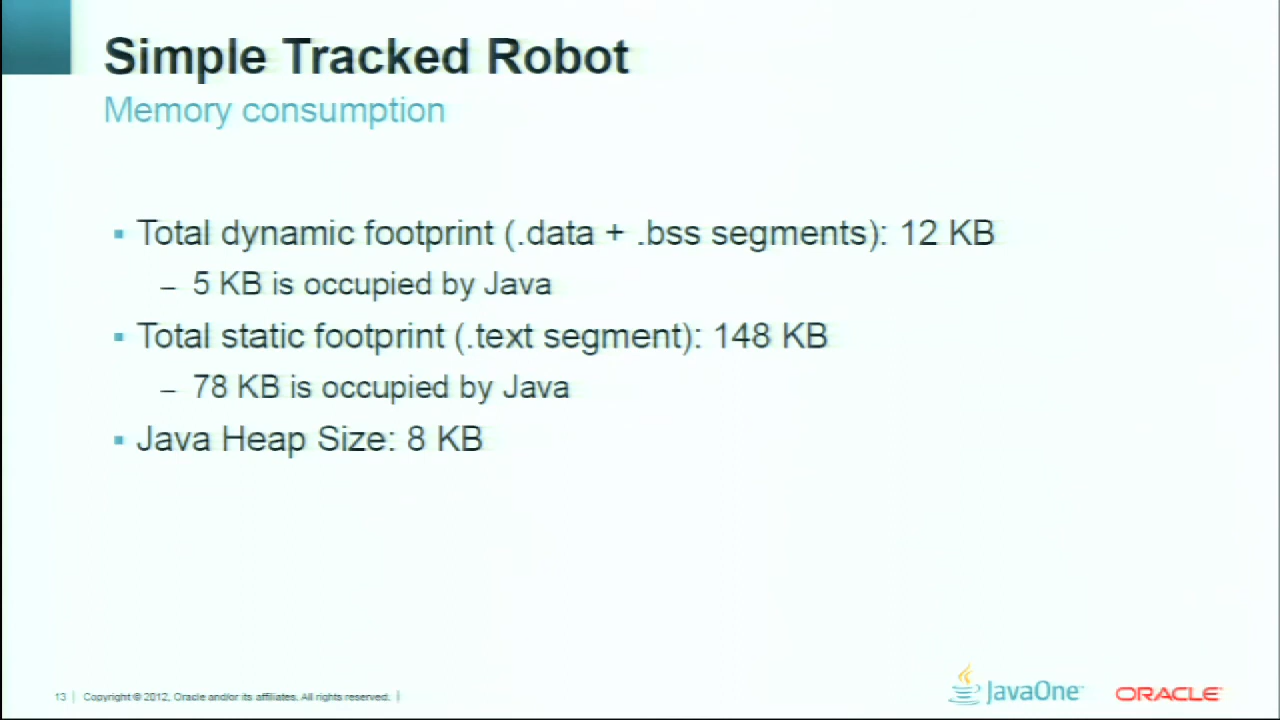 Simple Tracked Robot
Memory consumption
▪ Total dynamic footprint (.data + .bss segments): 12 KB
– 5 KB is occupied by Java
▪ Total static footprint (.text segment): 148 KB
– 78 KB is occupied by Java
▪ Java Heap Size: 8 KB
13 | Copyright © 2012, Oracle and/or its affiliates. All rights reserved. |
JavaOne™
ORACLE